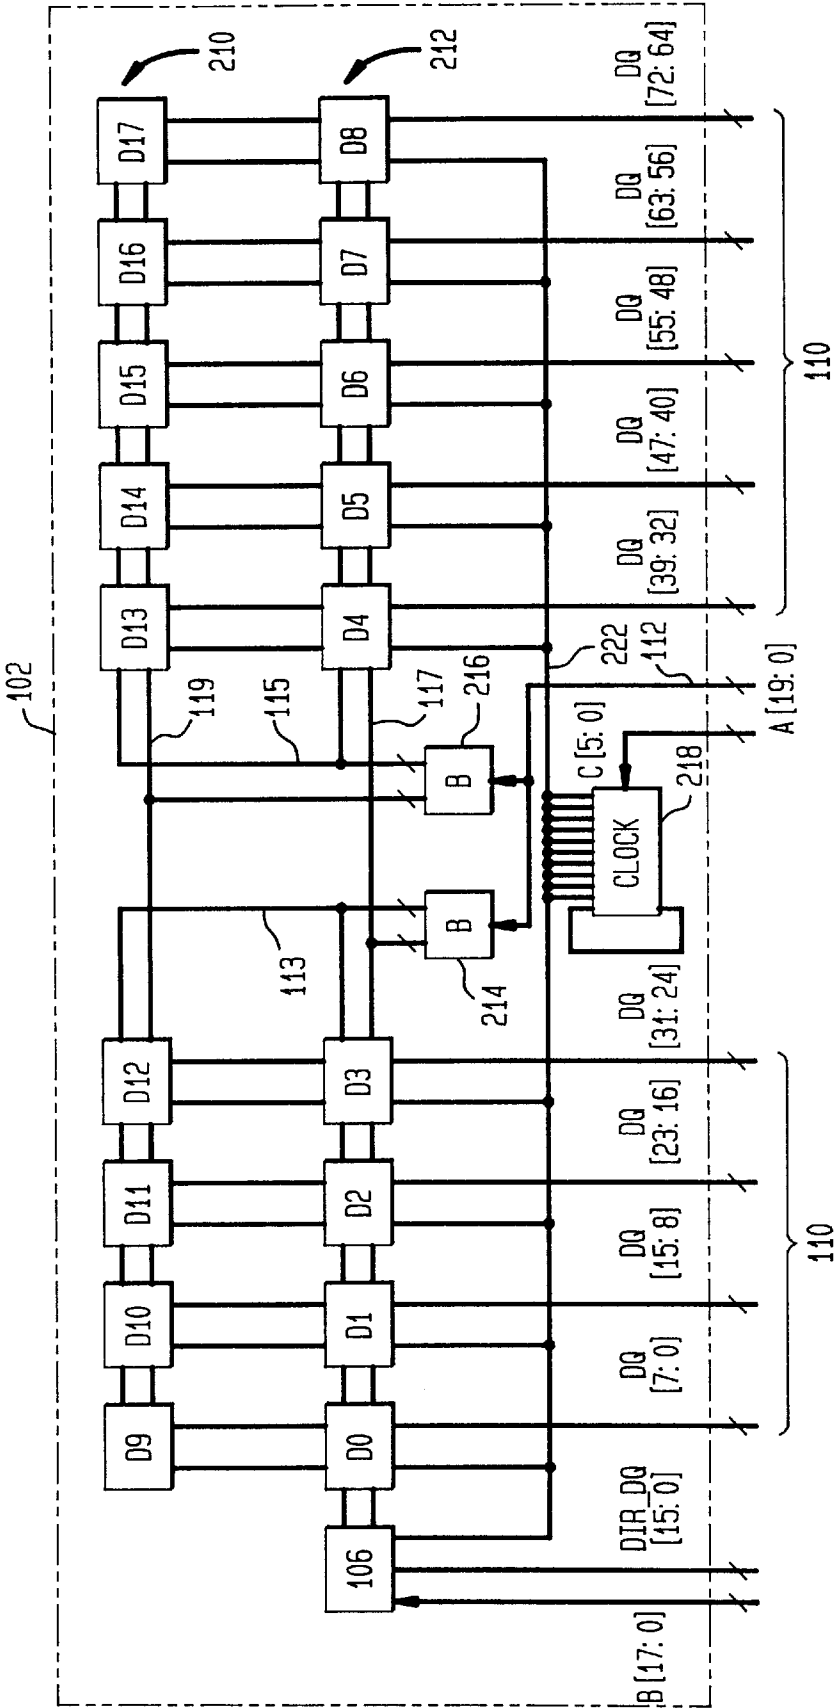 102
210
D9
D10
D11
D12
D13
D14
D15
D16
D17
119
113
115
212
106
D0
D1
D2
D3
D4
D5
D6
D7
D8
117
214
B
B
216
222
112
C [5: 0]
CLOCK
218
B [17: 0]
DIR_DQ
[15: 0]
DQ
[7: 0]
DQ
[15: 8]
DQ
[23: 16]
DQ
[31: 24]
A [19: 0]
DQ
[39: 32]
DQ
[47: 40]
DQ
[55: 48]
DQ
[63: 56]
DQ
[72: 64]
110
110